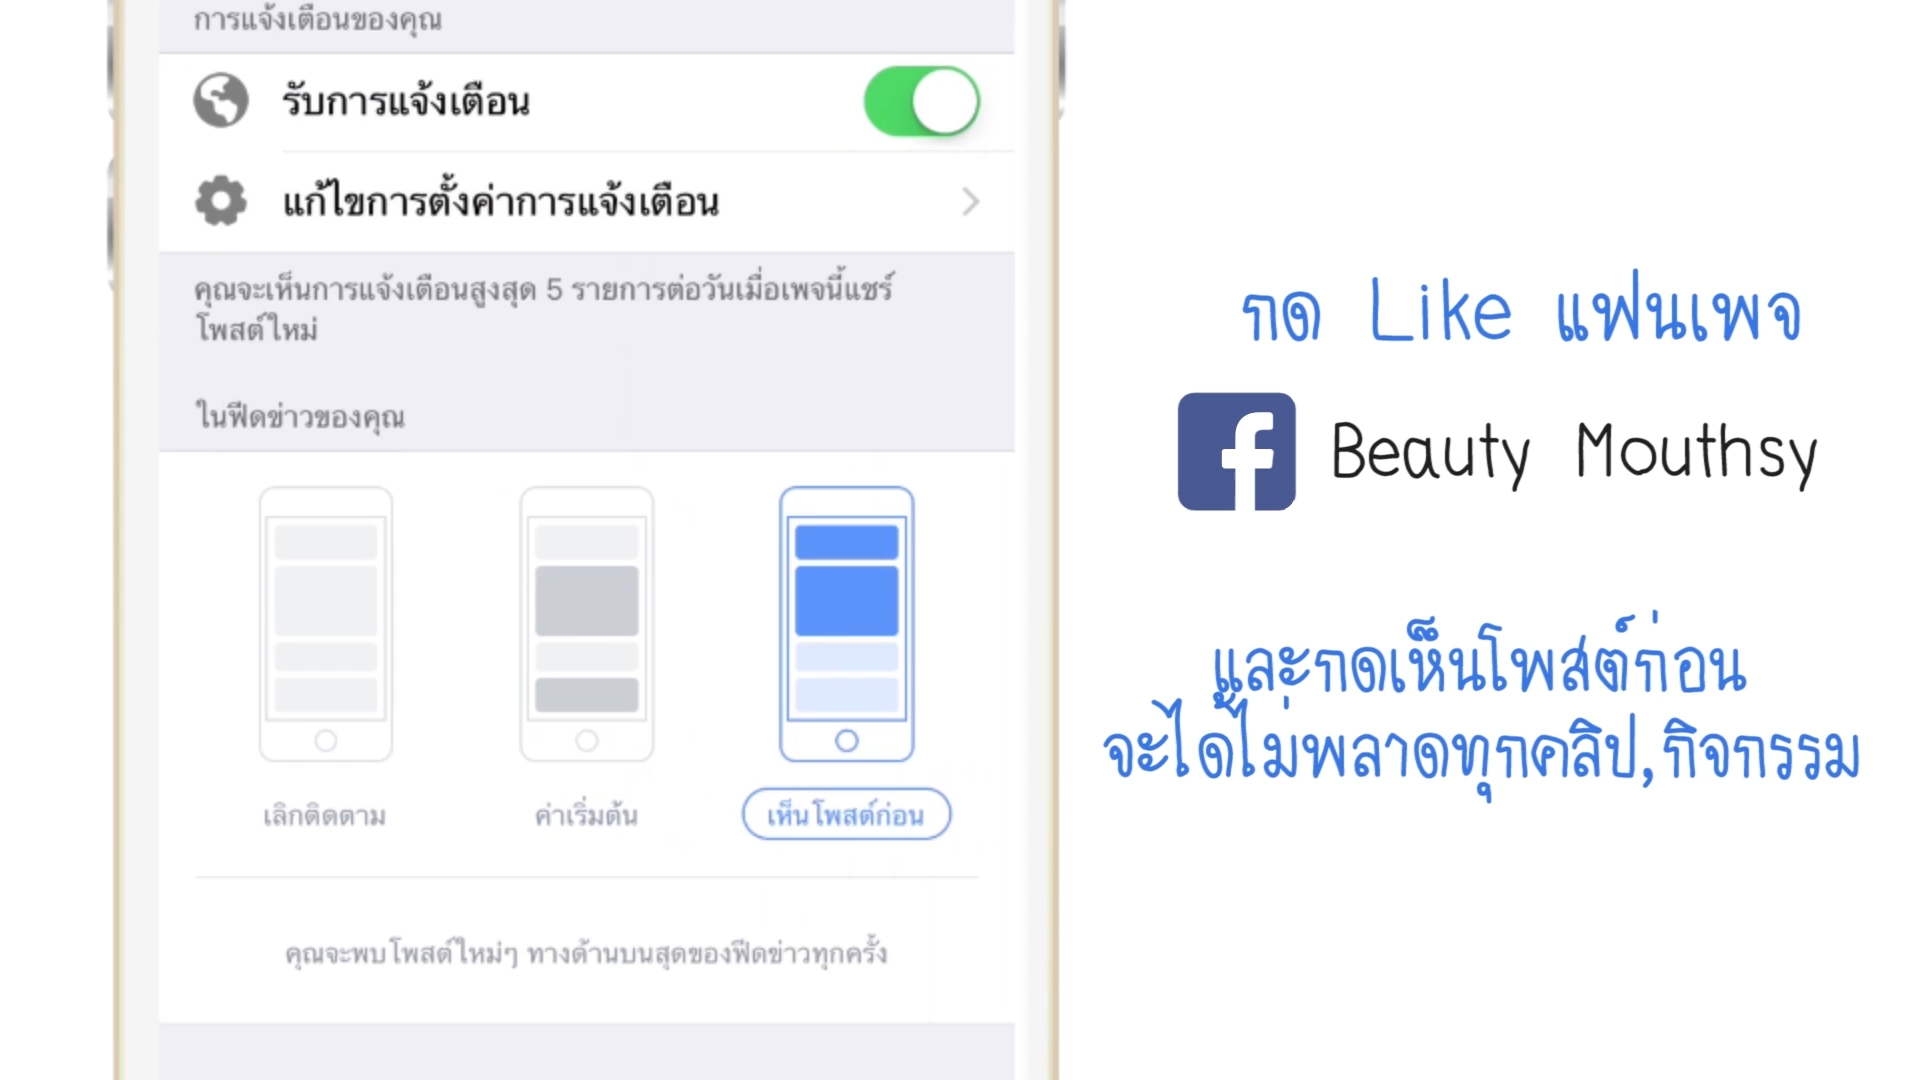 การแจ้งเตือนของคุณ
รับการแจ้งเตือน
แก้ไขการตั้งค่าการแจ้งเตือน
คุณจะเห็นการแจ้งเตือนสูงสุด 5 รายการต่อวันเมื่อเพจนี้แชร์
โพสต์ใหม่
ในฟีดข่าวของคุณ
เลิกติดตาม
ค่าเริ่มต้น
เห็นโพสต์ก่อน
คุณจะพบโพสต์ใหม่ๆ ทางด้านบนสุดของฟีดข่าวทุกครั้ง
กด Like แฟนเพจ
Beauty Mouthsy
และกดเห็นโพสต์ก่อน
จะได้ไม่พลาดทุกคลิป,กิจกรรม